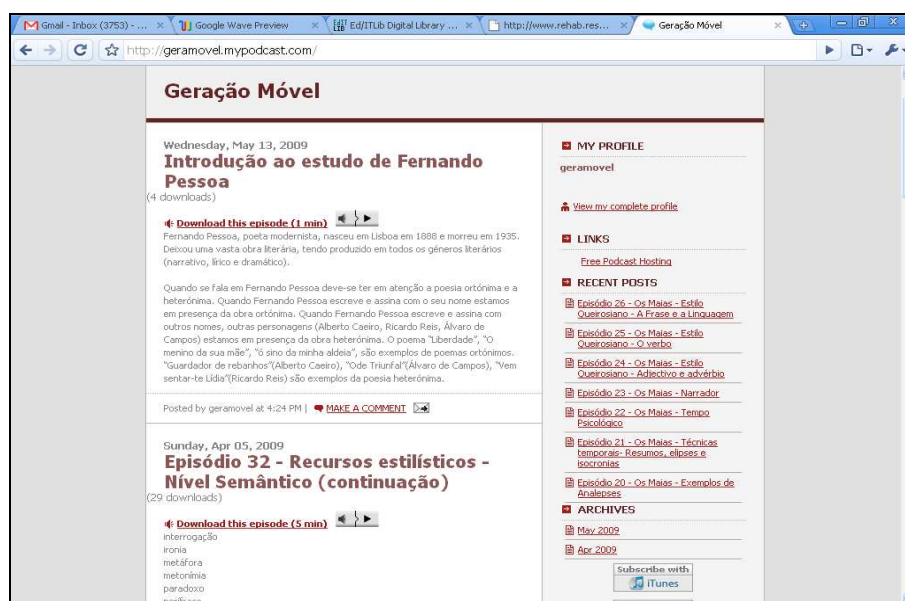 Gmail - Inbox (3753) - ...
Google Wave Preview
Ed/ITLib Digital Library ...
http://www.rehab.res...
Geração Móvel
http://geramovel.mypodcast.com/
Geração Móvel
Wednesday, May 13, 2009
Introdução ao estudo de Fernando
Pessoa
(4 downloads)
Download this episode (1 min)
Fernando Pessoa, poeta modernista, nasceu em Lisboa em 1888 e morreu em 1935.
Deixou uma vasta obra literária, tendo produzido em todos os géneros literários
(narrativo, lírico e dramático).
Quando se fala em Fernando Pessoa deve-se ter em atenção a poesia ortónima e a
heterónima. Quando Fernando Pessoa escreve e assina com o seu nome estamos
em presença da obra ortónima. Quando Fernando Pessoa escreve e assina com
outros nomes, outras personagens (Alberto Caeiro, Ricardo Reis, Álvaro de
Campos) estamos em presença da obra heterónima. O poema "Liberdade", "O
menino da sua mãe", "ó sino da minha aldeia", são exemplos de poemas ortónimos.
"Guardador de rebanhos"(Alberto Caeiro), "Ode Triunfal"(Álvaro de Campos), "Vem
sentar-te Lídia"(Ricardo Reis) são exemplos da poesia heterónima.
Posted by geramovel at 4:24 PM | MAKE A COMMENT
Sunday, Apr 05, 2009
Episódio 32 - Recursos estilísticos -
Nível Semântico (continuação)
(29 downloads)
Download this episode (5 min)
interrogação
ironia
metáfora
metonímia
paradoxo
MY PROFILE
geramovel
View my complete profile
LINKS
Free Podcast Hosting
RECENT POSTS
Episódio 26 - Os Maias - Estilo
Queirosiano - A Frase e a Linguagem
Episódio 25 - Os Maias - Estilo
Queirosiano - O verbo
Episódio 24 - Os Maias - Estilo
Queirosiano - Adjectivo e advérbio
Episódio 23 - Os Maias - Narrador
Episódio 22 - Os Maias - Tempo
Psicológico
Episódio 21 - Os Maias - Técnicas
temporais- Resumos, elipses e
isocronias
Episódio 20 - Os Maias - Exemplos de
Analepses
ARCHIVES
May 2009
Apr 2009
Subscribe with
iTunes